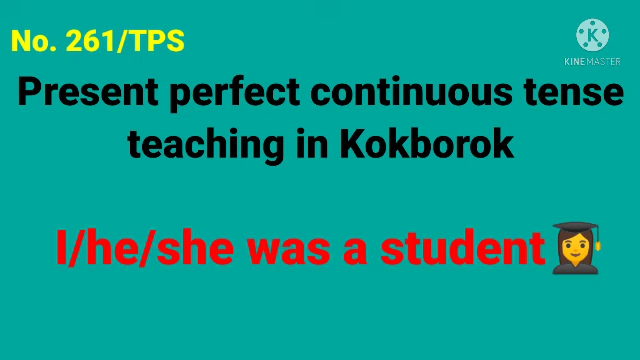 No. 261/TPS
K
KINEMASTER
Present perfect continuous tense
teaching in Kokborok
I/he/she was a student👩‍🎓